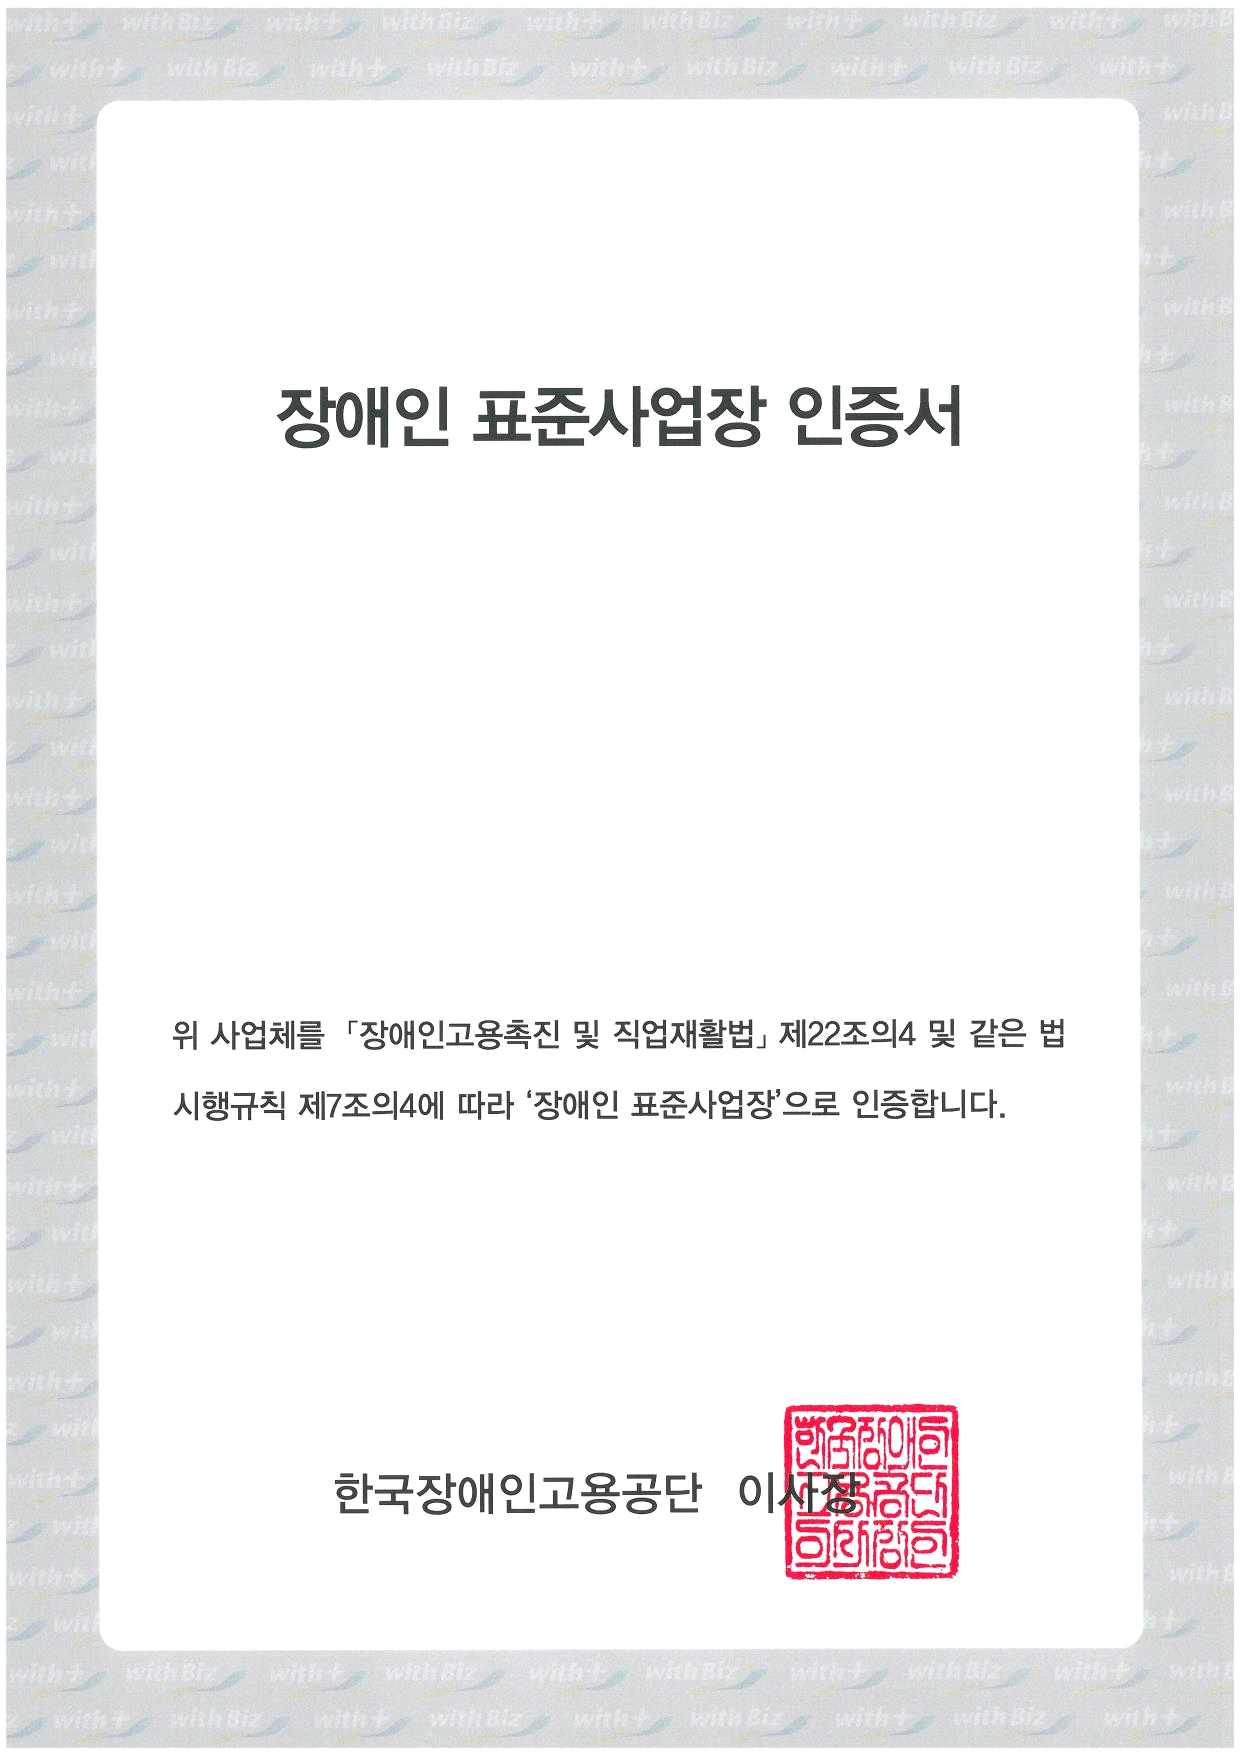 장애인 표준사업장 인증서
위 사업체를 「장애인고용촉진 및 직업재활법」 제22조의4 및 같은 법
시행규칙 제7조의4에 따라 ‘장애인 표준사업장’으로 인증합니다.
한국장애인고용공단 이사장